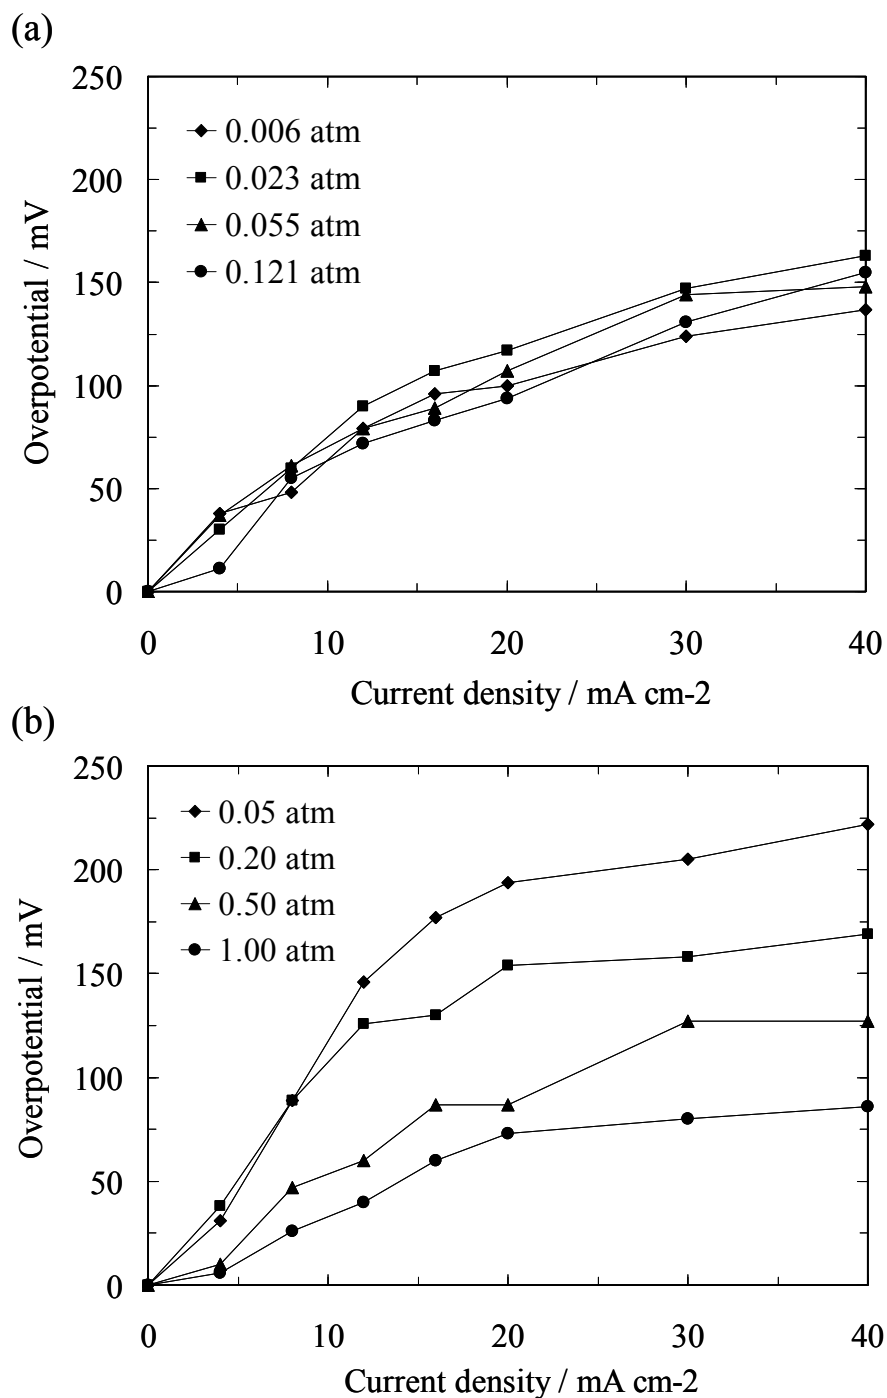 (a)
250
200
150
100
50
0
Overpotential / mV
0.006 atm
0.023 atm
0.055 atm
0.121 atm
0 10 20 30 40
Current density / mA cm-2
(b)
250
200
150
100
50
0
Overpotential / mV
0.05 atm
0.20 atm
0.50 atm
1.00 atm
0 10 20 30 40
Current density / mA cm-2